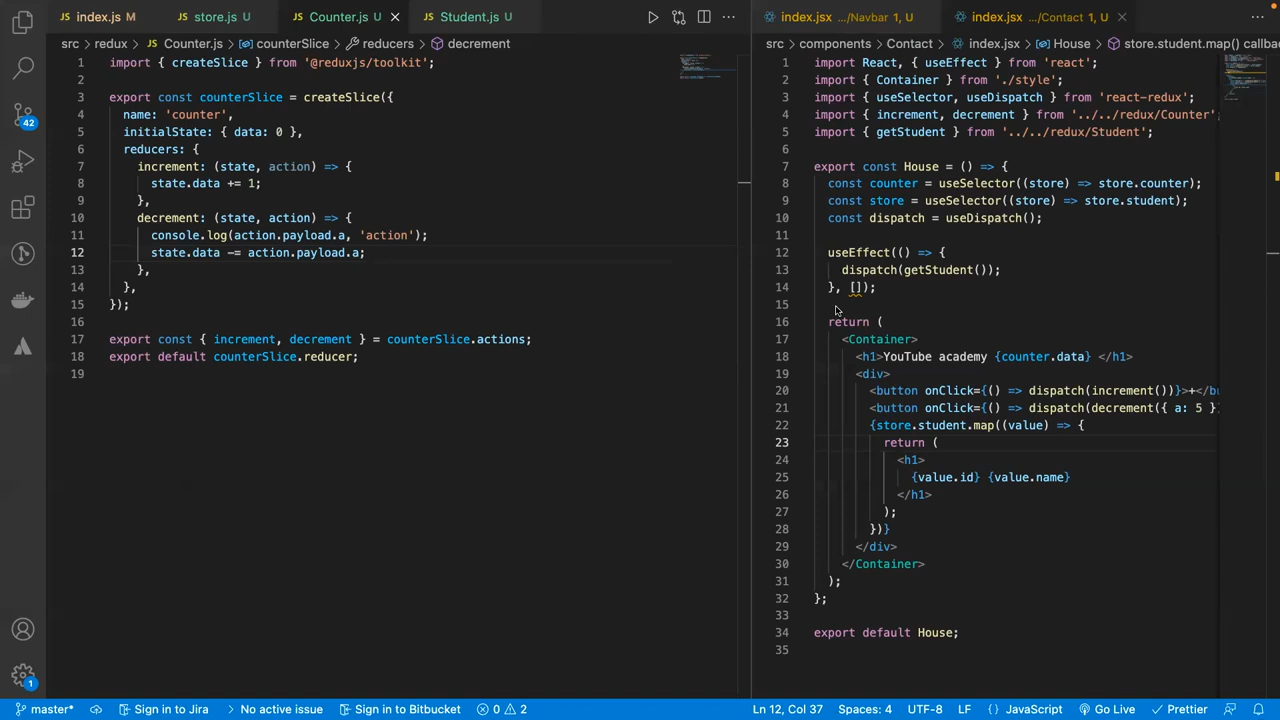 JS index.js M JS store.js U JS Counter.js U JS Student.js U
src redux JS Counter.js counterSlice reducers decrement
1 import { createSlice } from '@reduxjs/toolkit';
2
3 export const counterSlice = createSlice({
4 name: 'counter',
5 initialState: { data: 0 },
6 reducers: {
7 increment: (state, action) => {
8 state.data += 1;
9 },
10 decrement: (state, action) => {
11 console.log(action.payload.a, 'action');
12 state.data -= action.payload.a;
13 },
14 },
15 });
16
17 export const { increment, decrement } = counterSlice.actions;
18 export default counterSlice.reducer;
19
index.jsx .../Navbar 1, U index.jsx .../Contact 1, U
src components Contact index.jsx House store.student.map() callba
1 import React, { useEffect } from 'react';
2 import { Container } from './style';
3 import { useSelector, useDispatch } from 'react-redux';
4 import { increment, decrement } from '../../redux/Counter'
5 import { getStudent } from '../../redux/Student';
6
7 export const House = () => {
8 const counter = useSelector((store) => store.counter);
9 const store = useSelector((store) => store.student);
10 const dispatch = useDispatch();
11
12 useEffect(() => {
13 dispatch(getStudent());
14 }, []);
15
16 return (
17 <Container>
18 <h1>YouTube academy {counter.data} </h1>
19 <div>
20 <button onClick={() => dispatch(increment())}>+</bu
21 <button onClick={() => dispatch(decrement({ a: 5 }
22 {store.student.map((value) => {
23 return (
24 <h1>
25 {value.id} {value.name}
26 </h1>
27 );
28 })}
29 </div>
30 </Container>
31 );
32 };
33
34 export default House;
35
42
1
master* Sign in to Jira No active issue Sign in to Bitbucket 0 2 Ln 12, Col 37 Spaces: 4 UTF-8 LF {} JavaScript Go Live Prettier